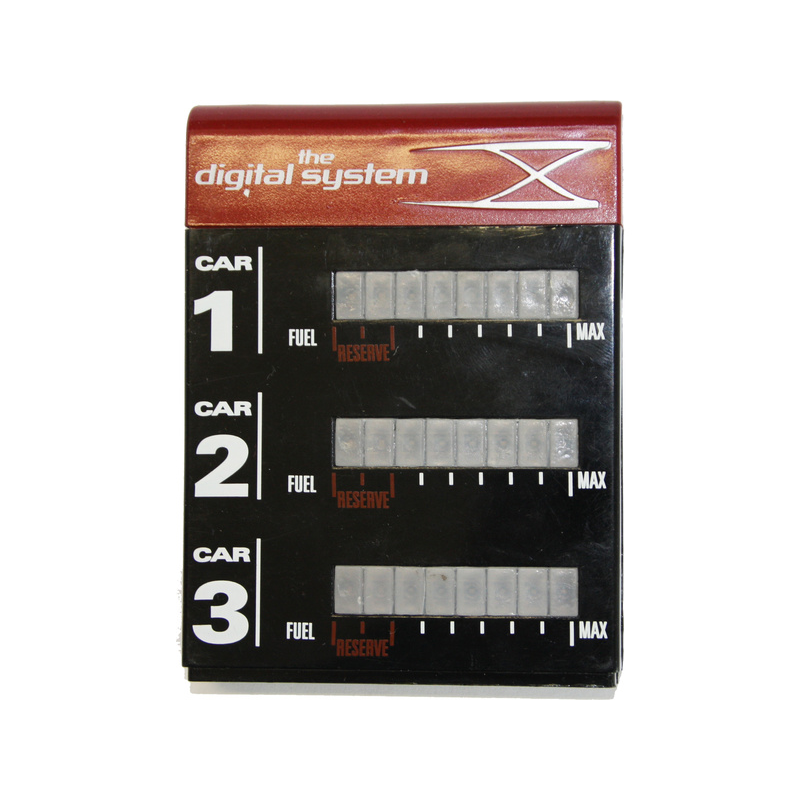 the
digital system
X
CAR
1
FUEL
RESERVE
MAX
CAR
2
FUEL
RESERVE
MAX
CAR
3
FUEL
RESERVE
MAX